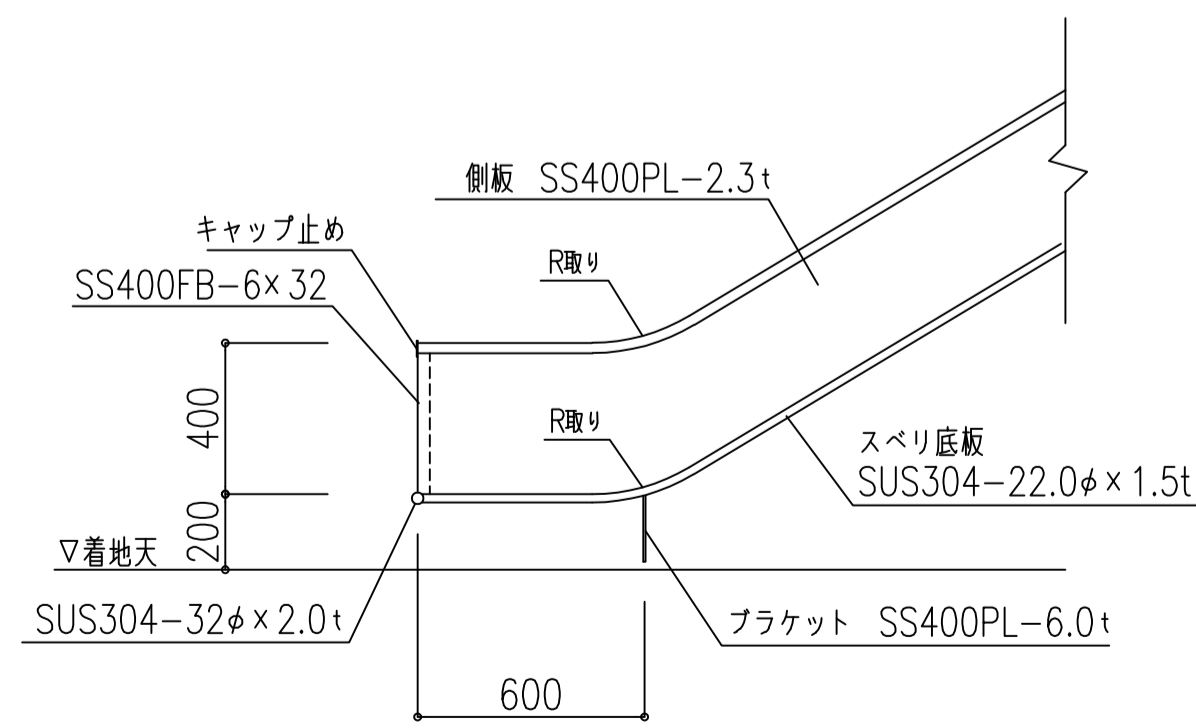 側板 SS400PL-2.3t
キャップ止め
R取り
SS400FB-6×32
400
R取り
スベリ底板
SUS304-22.0φ×1.5t
200
▽着地天
SUS304-32φ×2.0t
ブラケット SS400PL-6.0t
600